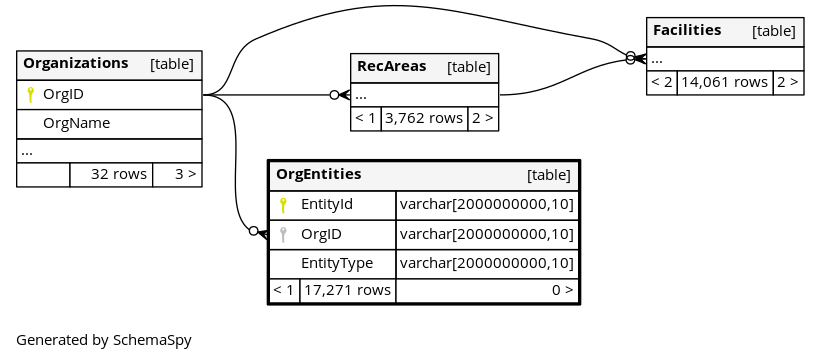 Organizations [table]
OrgID
OrgName
...
32 rows 3 >
RecAreas [table]
...
< 1 3,762 rows 2 >
Facilities [table]
...
< 2 14,061 rows 2 >
OrgEntities [table]
EntityId varchar[2000000000,10]
OrgID varchar[2000000000,10]
EntityType varchar[2000000000,10]
< 1 17,271 rows 0 >
Generated by SchemaSpy